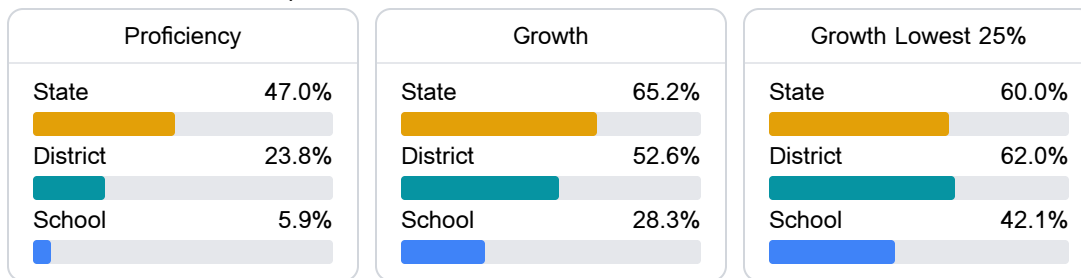 Proficiency
State 47.0%
District 23.8%
School 5.9%
Growth
State 65.2%
District 52.6%
School 28.3%
Growth Lowest 25%
State 60.0%
District 62.0%
School 42.1%